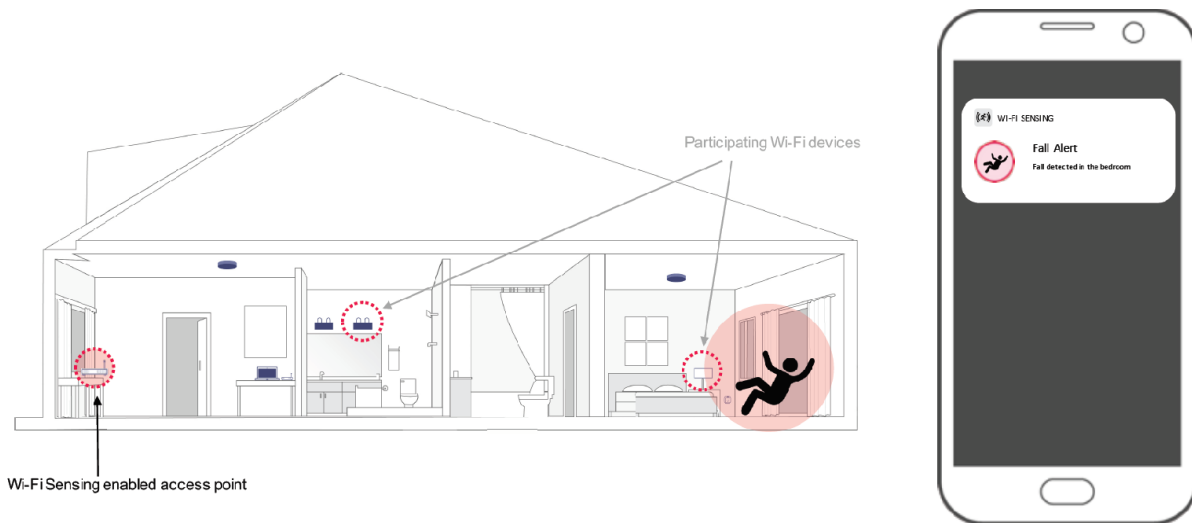 Participating Wi-Fi devices
Wi-Fi Sensing enabled access point
WI-FI SENSING
Fall Alert
Fall detected in the bedroom